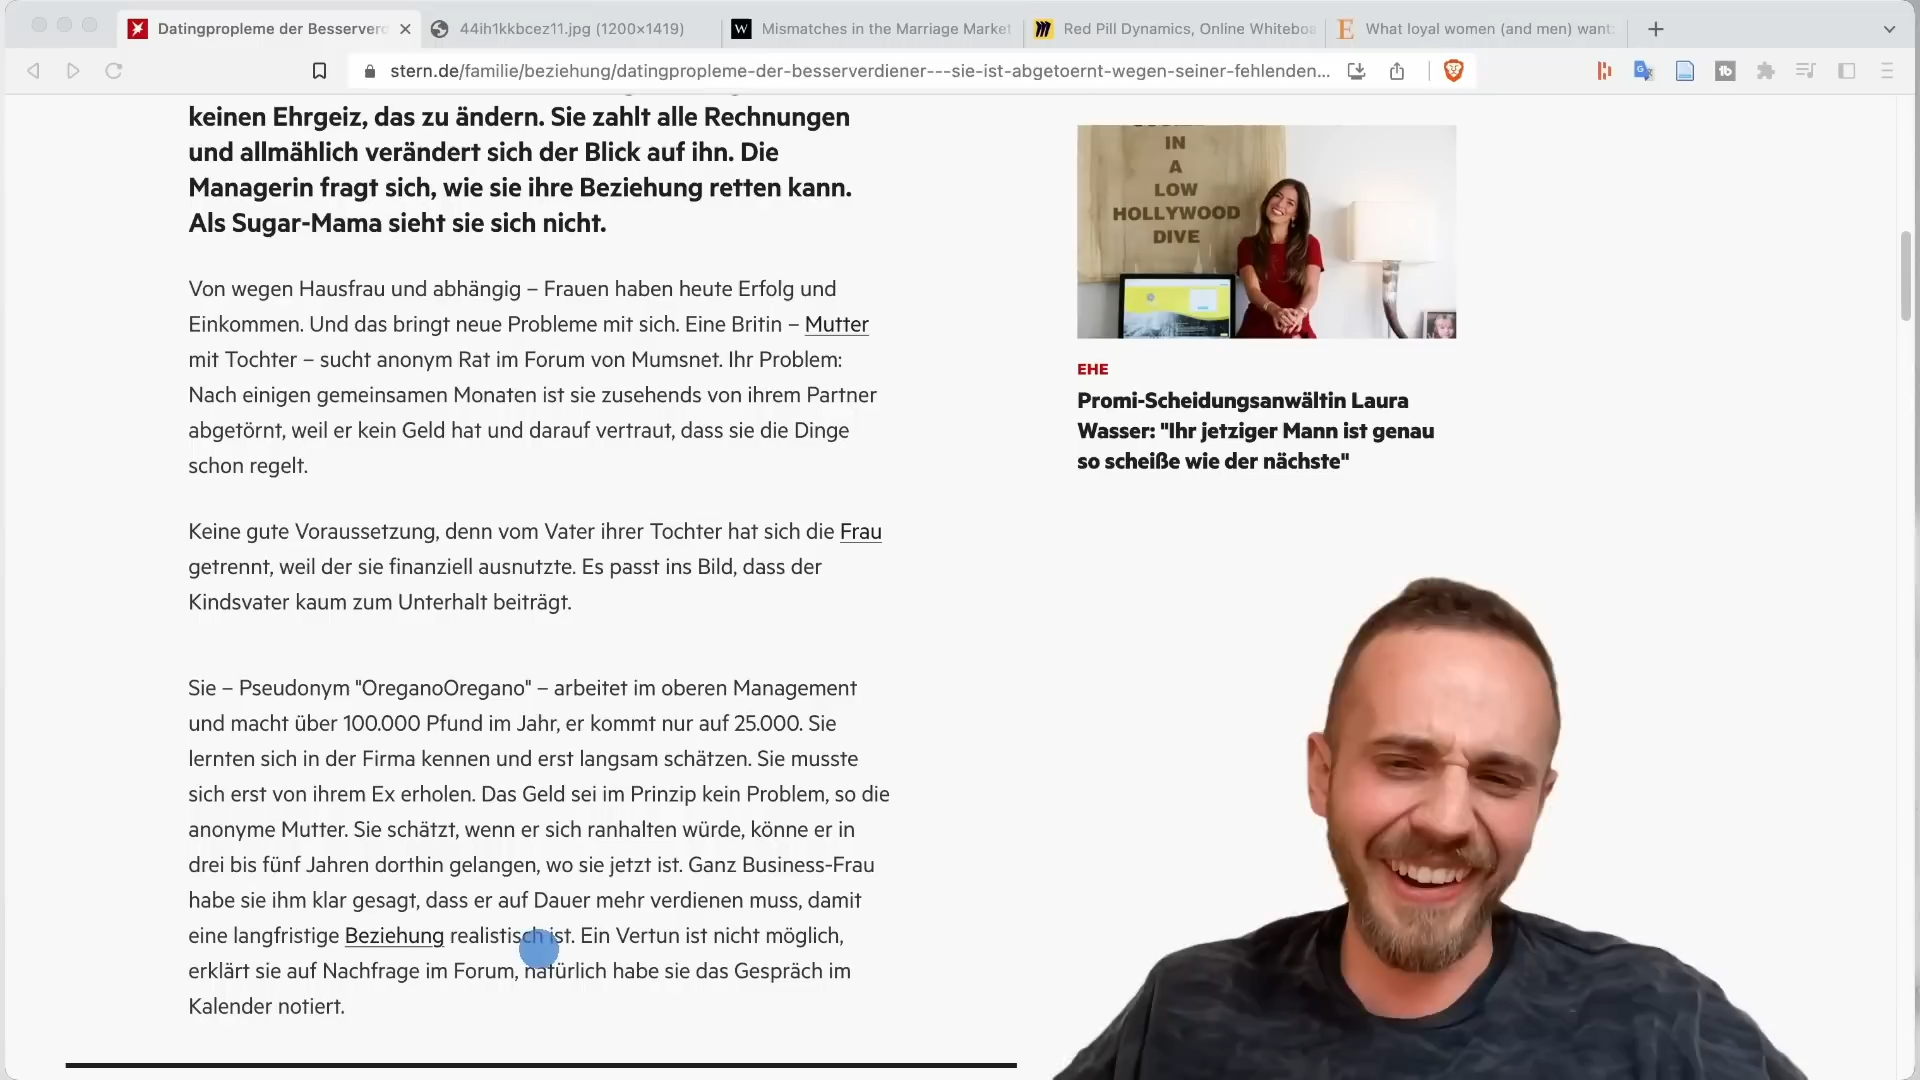 Datingpropleme der Besserverd
44ih1kkbcez11.jpg (1200×1419)
W
Mismatches in the Marriage Market
Red Pill Dynamics, Online Whiteboa
E
What loyal women (and men) want:
stern.de/familie/beziehung/datingpropleme-der-besserverdiener---sie-ist-abgetoernt-wegen-seiner-fehlenden...
keinen Ehrgeiz, das zu ändern. Sie zahlt alle Rechnungen
und allmählich verändert sich der Blick auf ihn. Die
Managerin fragt sich, wie sie ihre Beziehung retten kann.
Als Sugar-Mama sieht sie sich nicht.
Von wegen Hausfrau und abhängig – Frauen haben heute Erfolg und
Einkommen. Und das bringt neue Probleme mit sich. Eine Britin – Mutter
mit Tochter – sucht anonym Rat im Forum von Mumsnet. Ihr Problem:
Nach einigen gemeinsamen Monaten ist sie zusehends von ihrem Partner
abgetörnt, weil er kein Geld hat und darauf vertraut, dass sie die Dinge
schon regelt.
Keine gute Voraussetzung, denn vom Vater ihrer Tochter hat sich die Frau
getrennt, weil der sie finanziell ausnutzte. Es passt ins Bild, dass der
Kindsvater kaum zum Unterhalt beiträgt.
Sie – Pseudonym "OreganoOregano" – arbeitet im oberen Management
und macht über 100.000 Pfund im Jahr, er kommt nur auf 25.000. Sie
lernten sich in der Firma kennen und erst langsam schätzen. Sie musste
sich erst von ihrem Ex erholen. Das Geld sei im Prinzip kein Problem, so die
anonyme Mutter. Sie schätzt, wenn er sich ranhalten würde, könne er in
drei bis fünf Jahren dorthin gelangen, wo sie jetzt ist. Ganz Business-Frau
habe sie ihm klar gesagt, dass er auf Dauer mehr verdienen muss, damit
eine langfristige Beziehung realistisch ist. Ein Vertun ist nicht möglich,
erklärt sie auf Nachfrage im Forum, natürlich habe sie das Gespräch im
Kalender notiert.
IN
A
LOW
HOLLYWOOD
DIVE
EHE
Promi-Scheidungsanwältin Laura
Wasser: "Ihr jetziger Mann ist genau
so scheiße wie der nächste"